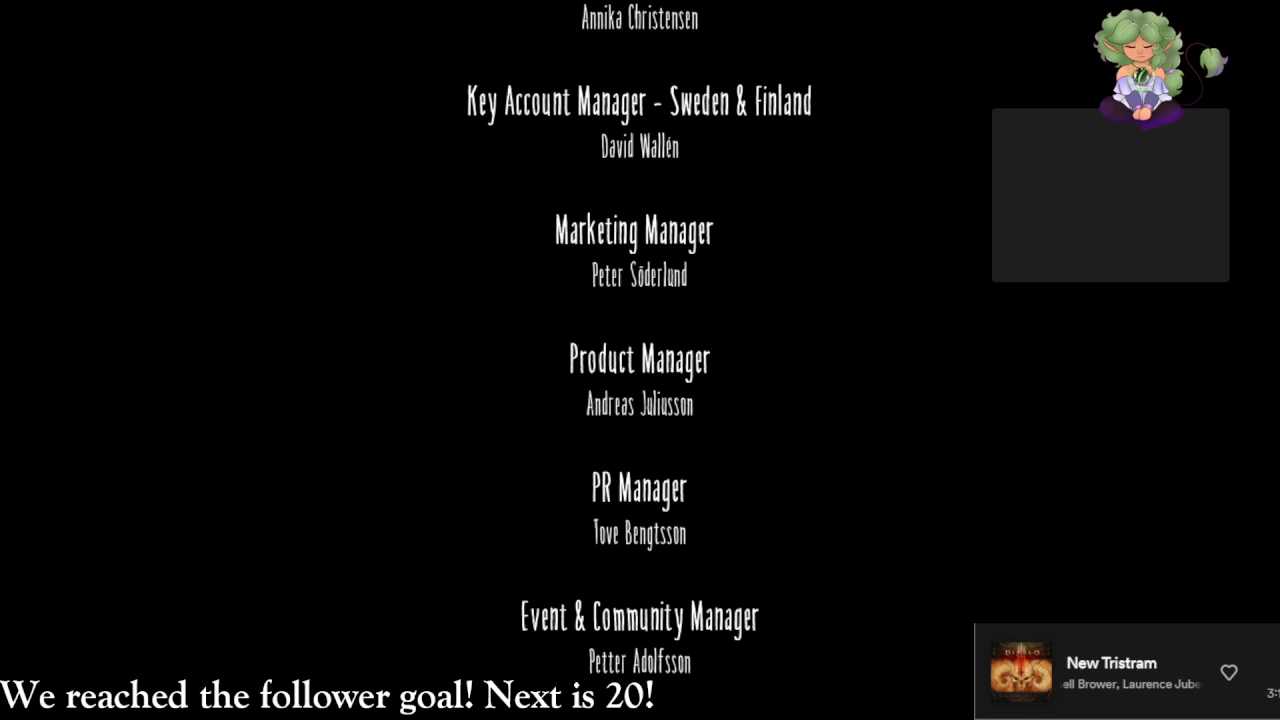 Annika Christensen
Key Account Manager - Sweden & Finland
David Wallén
Marketing Manager
Peter Söderlund
Product Manager
Andreas Juliusson
PR Manager
Tove Bengtsson
Event & Community Manager
Petter Adolfsson
We reached the follower goal! Next is 20!
DIABLO
New Tristram
ell Brower, Laurence Jube